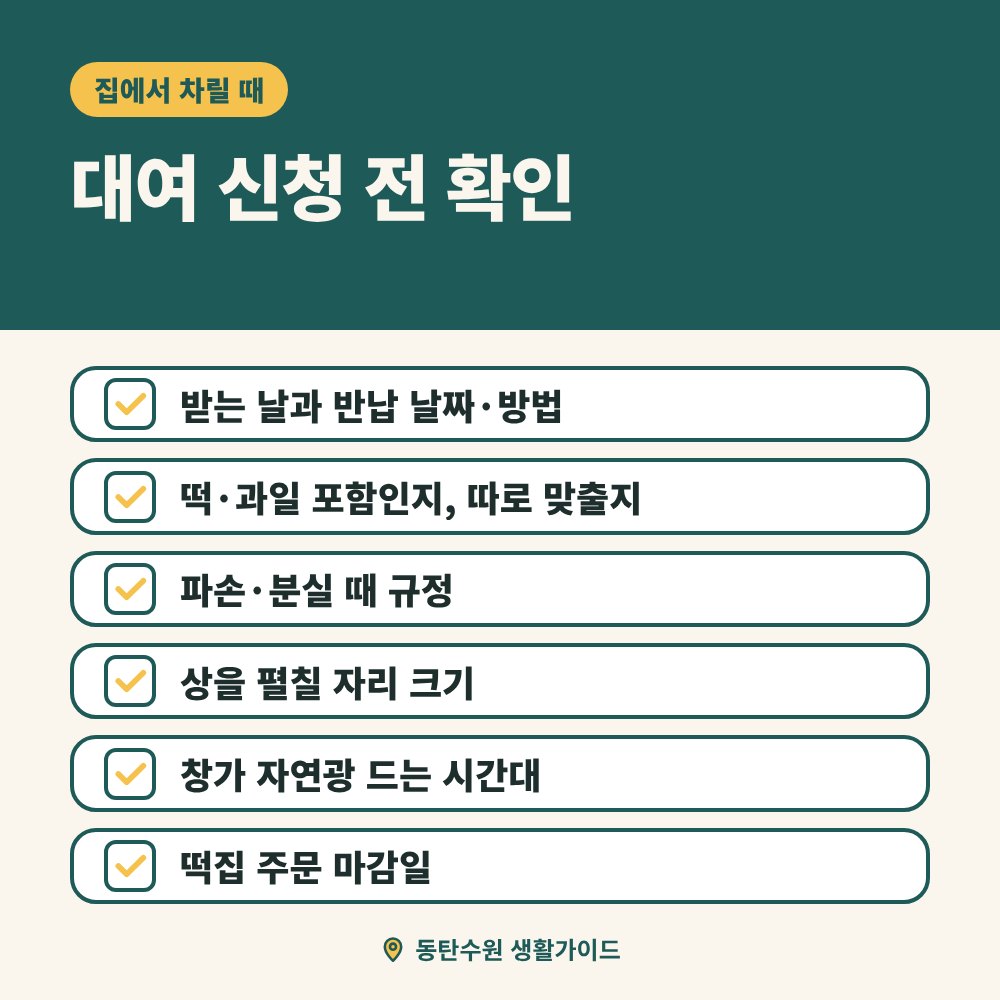 집에서 차릴 때
대여 신청 전 확인
받는 날과 반납 날짜·방법
떡·과일 포함인지, 따로 맞출지
파손·분실 때 규정
상을 펼칠 자리 크기
창가 자연광 드는 시간대
떡집 주문 마감일
동탄수원 생활가이드